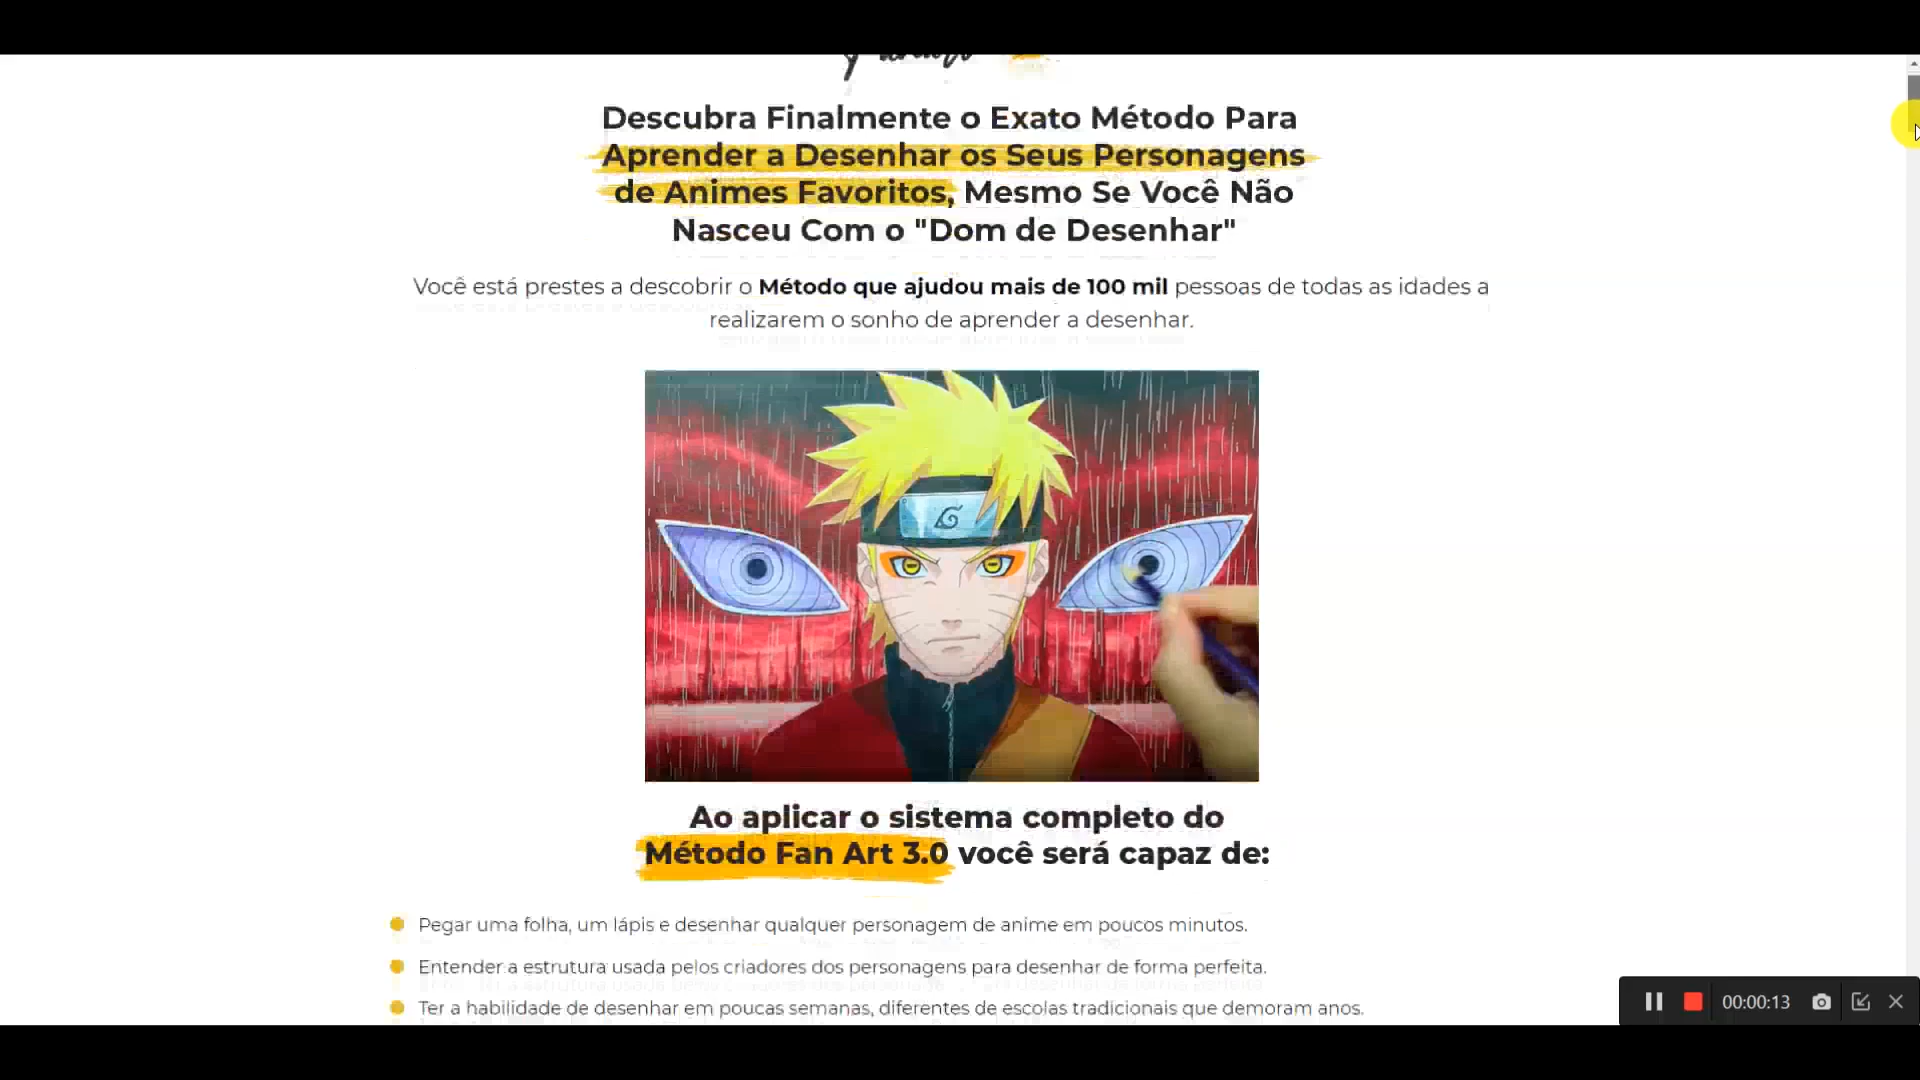 Descubra Finalmente o Exato Método Para
Aprender a Desenhar os Seus Personagens
de Animes Favoritos, Mesmo Se Você Não
Nasceu Com o "Dom de Desenhar"
Você está prestes a descobrir o Método que ajudou mais de 100 mil pessoas de todas as idades a
realizarem o sonho de aprender a desenhar.
Ao aplicar o sistema completo do
Método Fan Art 3.0 você será capaz de:
Pegar uma folha, um lápis e desenhar qualquer personagem de anime em poucos minutos.
Entender a estrutura usada pelos criadores dos personagens para desenhar de forma perfeita.
Ter a habilidade de desenhar em poucas semanas, diferentes de escolas tradicionais que demoram anos.
00:00:13